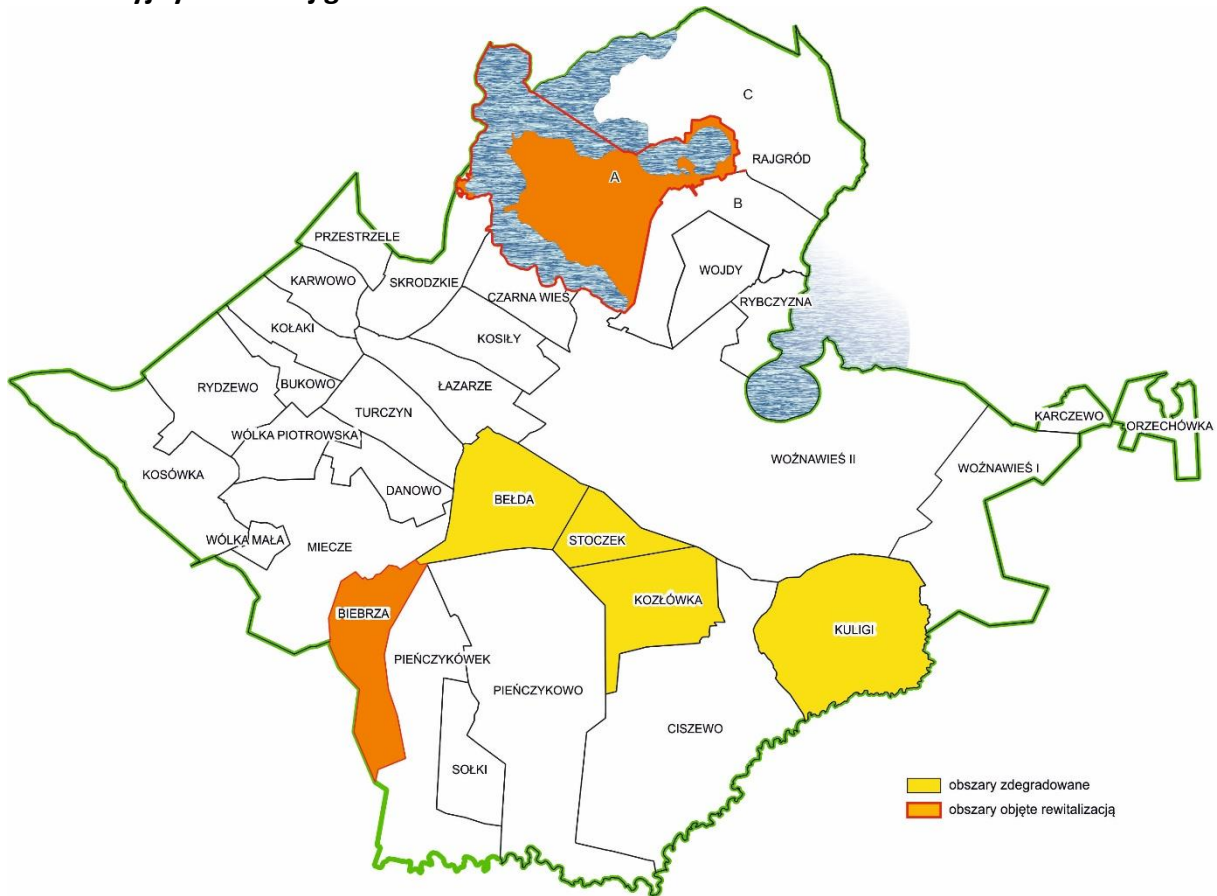 C
RAJGRÓD
A
B
PRZESTRZELE
WOJDY
KARWOWO
SKRODZKIE
CZARNA WIEŚ
RYBCZYZNA
KOŁAKI
KOSIŁY
RYDZEWO
BUKOWO
ŁAZARZE
TURCZYN
KARCZEWO
ORZECHÓWKA
WÓLKA PIOTROWSKA
WOŹNAWIEŚ II
WOŹNAWIEŚ I
KOSÓWKA
DANOWO
BEŁDA
STOCZEK
WÓLKA MAŁA
MIECZE
KOZŁÓWKA
BIEBRZA
KULIGI
PIEŃCZYKÓWEK
PIEŃCZYKOWO
CISZEWO
SOŁKI
obszary zdegradowane
obszary objęte rewitalizacją